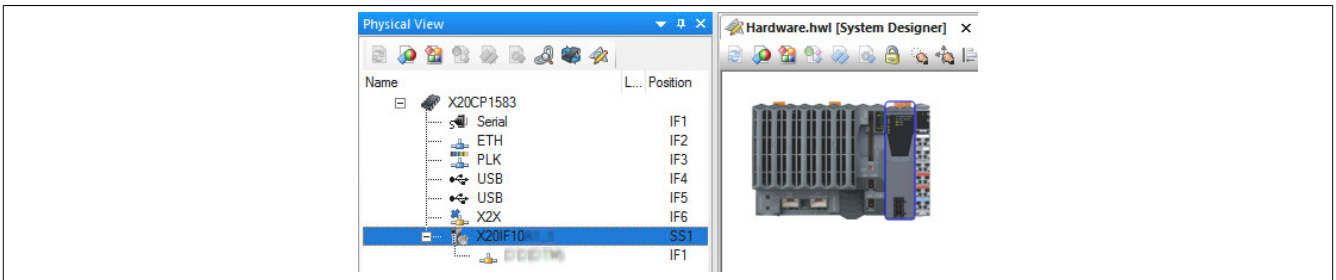 Physical View
Hardware.hwl [System Designer]
Name L... Position
X20CP1583
Serial IF1
ETH IF2
PLK IF3
USB IF4
USB IF5
X2X IF6
X20IF10 SS1
IF1